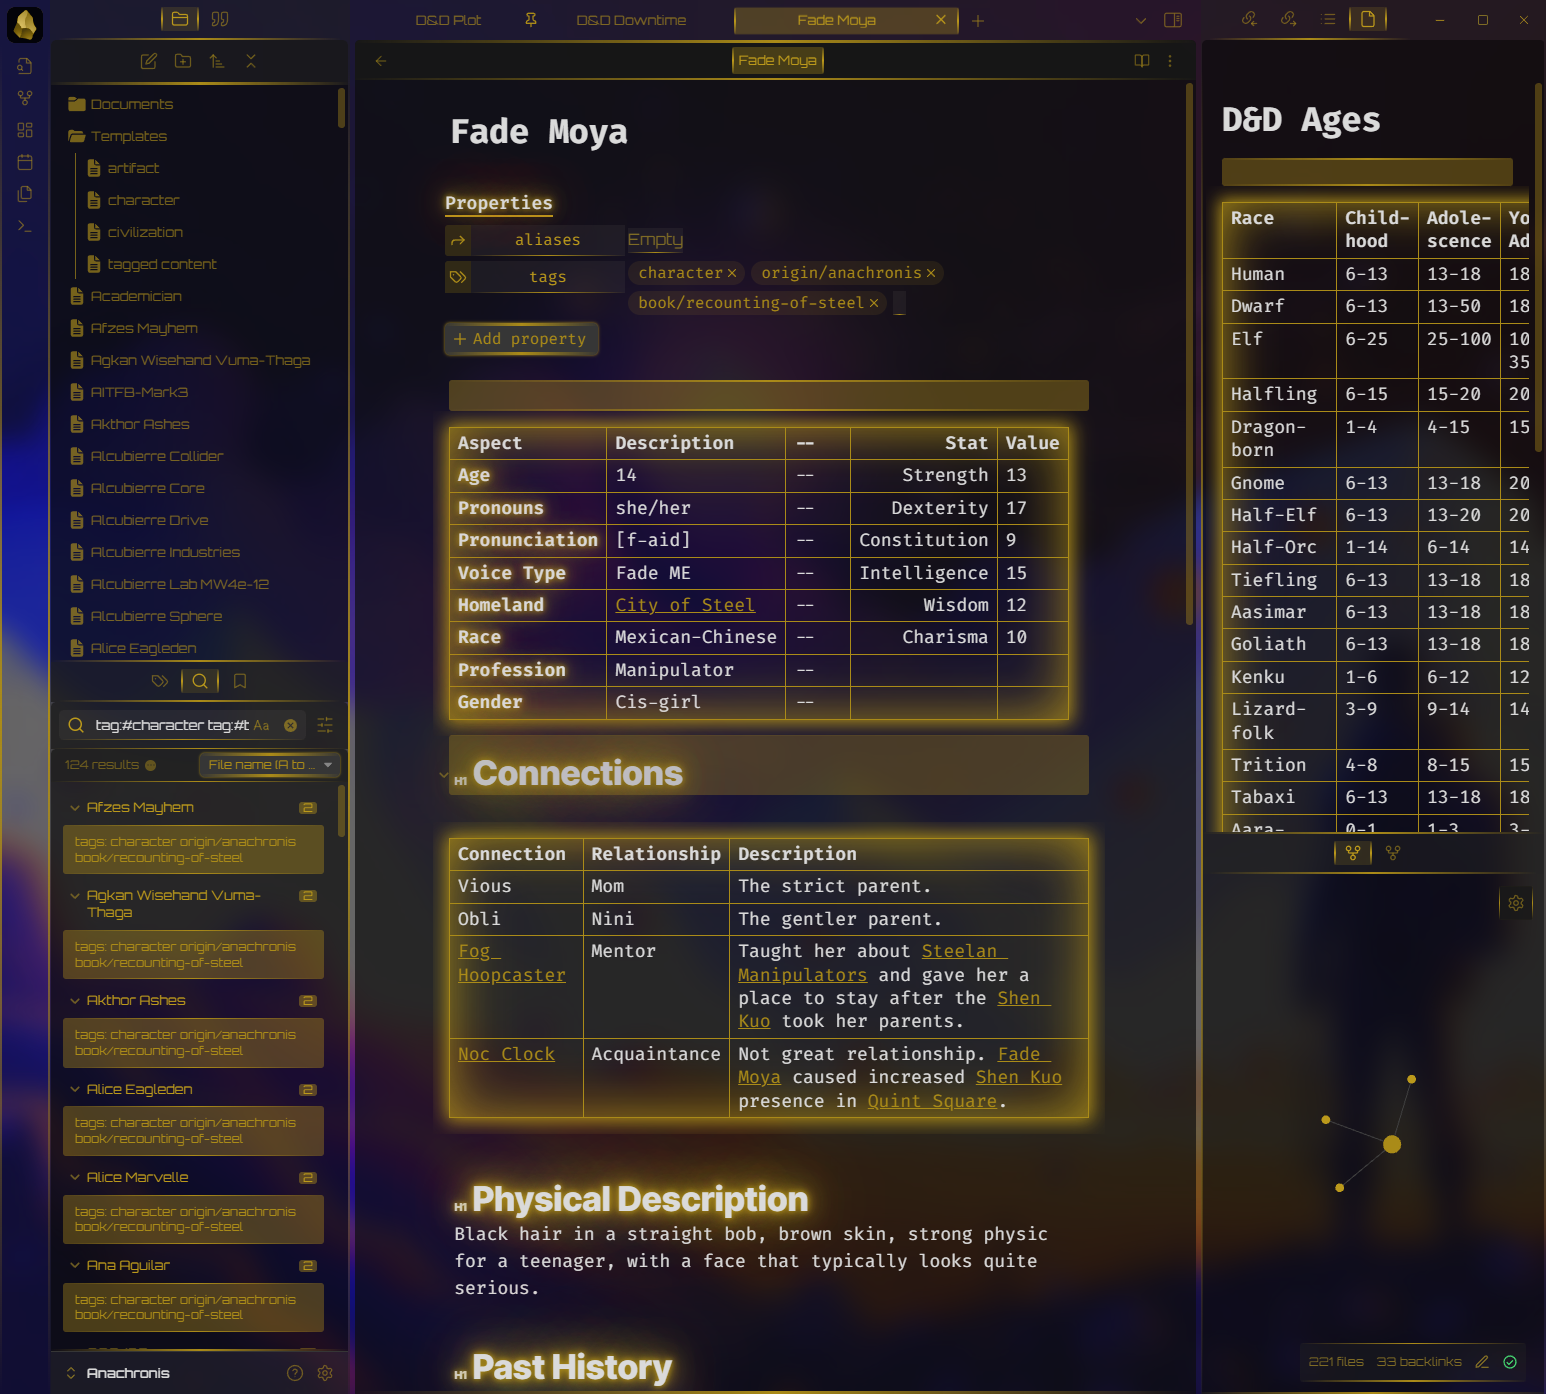 D&D Plot
D&D Downtime
Fade Moya
Documents
Templates
artifact
character
civilization
tagged content
Academician
Afzes Mayhem
Agkan Wisehand Vuma-Thaga
AITFB-Mark3
Akthor Ashes
Alcubierre Collider
Alcubierre Core
Alcubierre Drive
Alcubierre Industries
Alcubierre Lab MW4e-12
Alcubierre Sphere
Alice Eagleden
tag:#character tag:#b Aa
124 results
File name (A to ...
Afzes Mayhem 2
tags: character origin/anachronis
book/recounting-of-steel
Agkan Wisehand Vuma-
Thaga 2
tags: character origin/anachronis
book/recounting-of-steel
Akthor Ashes 2
tags: character origin/anachronis
book/recounting-of-steel
Alice Eagleden 2
tags: character origin/anachronis
book/recounting-of-steel
Alice Marvelle 2
tags: character origin/anachronis
book/recounting-of-steel
Ana Aguilar 2
tags: character origin/anachronis
book/recounting-of-steel
Anachronis
Fade Moya
Fade Moya
Properties
aliases Empty
tags character × origin/anachronis ×
book/recounting-of-steel ×
+ Add property
Aspect Description -- Stat Value
Age 14 -- Strength 13
Pronouns she/her -- Dexterity 17
Pronunciation [f-aid] -- Constitution 9
Voice Type Fade ME -- Intelligence 15
Homeland City of Steel -- Wisdom 12
Race Mexican-Chinese -- Charisma 10
Profession Manipulator --
Gender Cis-girl --
H1 Connections
Connection Relationship Description
Vious Mom The strict parent.
Obli Nini The gentler parent.
Fog Hoopcaster Mentor Taught her about Steelan
Manipulators and gave her a
place to stay after the Shen
Kuo took her parents.
Noc Clock Acquaintance Not great relationship. Fade
Moya caused increased Shen Kuo
presence in Quint Square.
H1 Physical Description
Black hair in a straight bob, brown skin, strong physic
for a teenager, with a face that typically looks quite
serious.
H1 Past History
D&D Ages
Race Child-hood Adole-scence Yo Ad
Human 6-13 13-18 18
Dwarf 6-13 13-50 18
Elf 6-25 25-100 10 35
Halfling 6-15 15-20 20
Dragon-born 1-4 4-15 15
Gnome 6-13 13-18 20
Half-Elf 6-13 13-20 20
Half-Orc 1-14 6-14 14
Tiefling 6-13 13-18 18
Aasimar 6-13 13-18 18
Goliath 6-13 13-18 18
Kenku 1-6 6-12 12
Lizard-folk 3-9 9-14 14
Trition 4-8 8-15 15
Tabaxi 6-13 13-18 18
Aara- 0-1 1-3 3-
221 files 33 backlinks